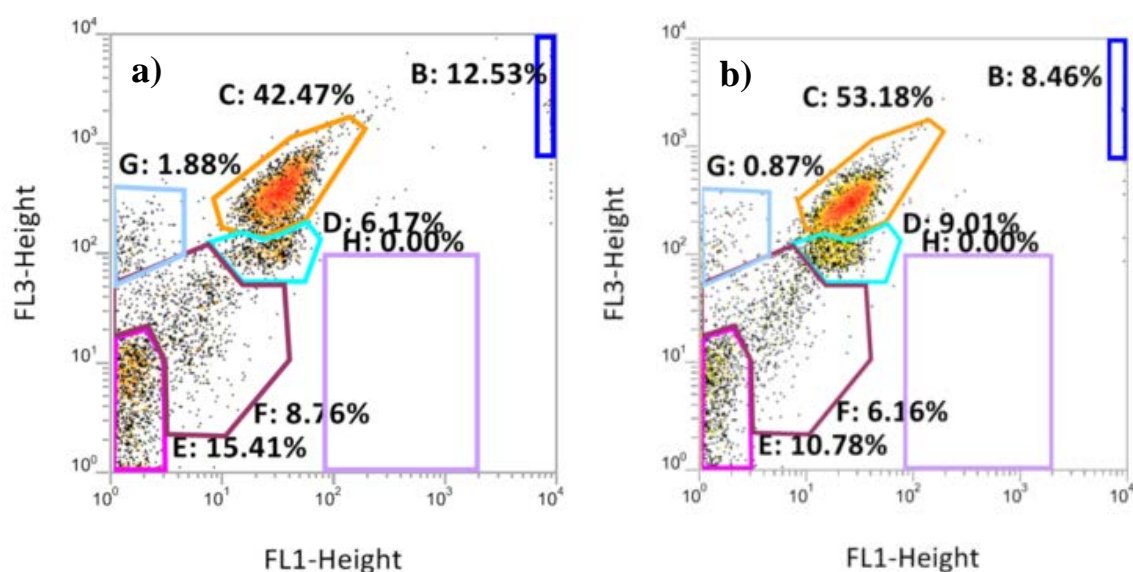 a)
10⁴
B: 12.53%
C: 42.47%
10³
G: 1.88%
D: 6.17%
H: 0.00%
10²
FL3-Height
10¹
F: 8.76%
E: 15.41%
10⁰
10⁰ 10¹ 10² 10³ 10⁴
FL1-Height
b)
10⁴
B: 8.46%
C: 53.18%
10³
G: 0.87%
D: 9.01%
H: 0.00%
10²
FL3-Height
10¹
F: 6.16%
E: 10.78%
10⁰
10⁰ 10¹ 10² 10³ 10⁴
FL1-Height